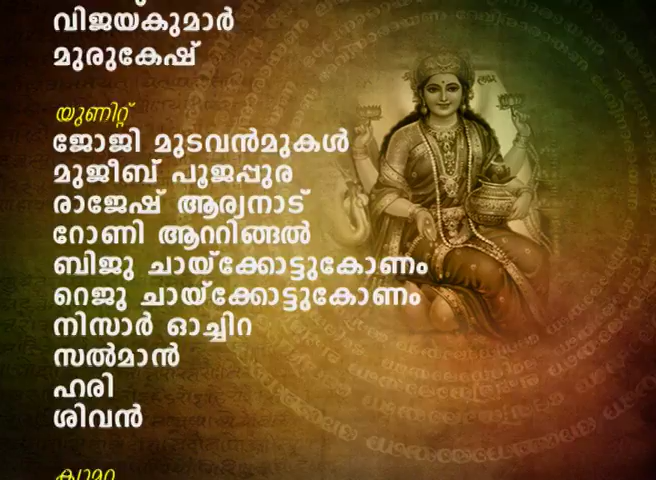 വിജയകുമാർ
മുരുകേഷ്
യുണിറ്റ്
ജോജി മുടവൻമുകൾ
മുജീബ് പൂജപ്പുര
രാജേഷ് ആര്യനാട്
റോണി ആററിങ്ങൽ
ബിജു ചായ്ക്കോട്ടുകോണം
റെജു ചായ്ക്കോട്ടുകോണം
നിസാർ ഓച്ചിറ
സൽമാൻ
ഹരി
ശിവൻ